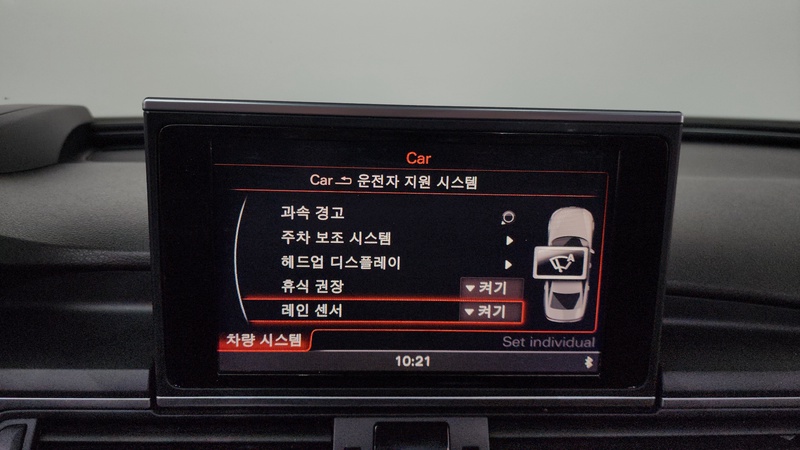 Car
Car 운전자 지원 시스템
과속 경고
주차 보조 시스템
헤드업 디스플레이
휴식 권장 켜기
레인 센서 켜기
차량 시스템 Set individual
10:21